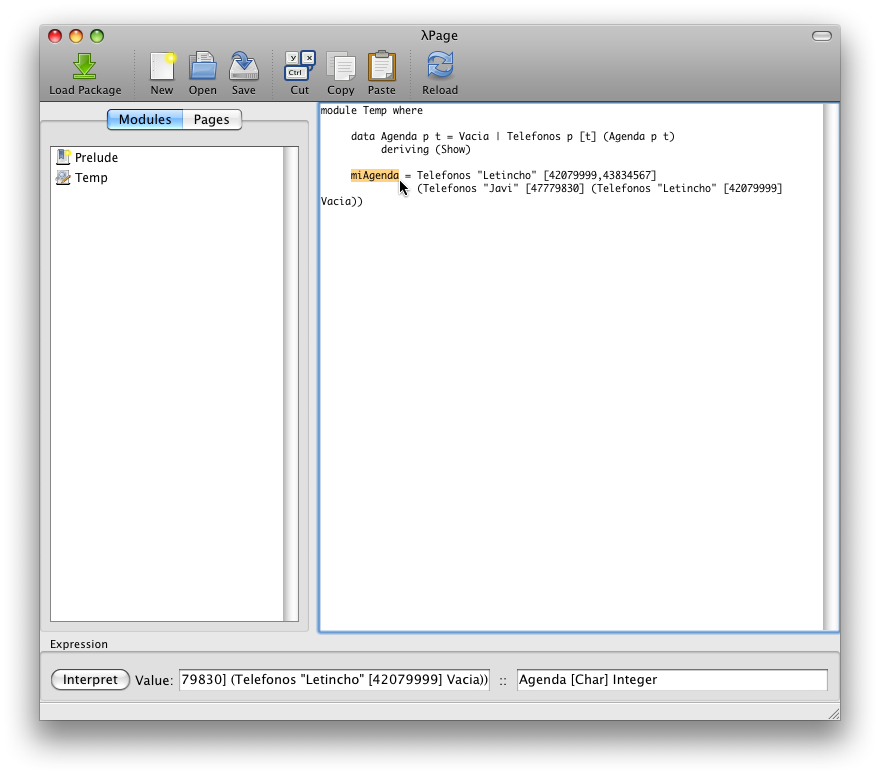 λPage
Load Package New Open Save Cut Copy Paste Reload
y x
Ctrl
Modules Pages
Prelude
Temp
module Temp where
data Agenda p t = Vacia | Telefonos p [t] (Agenda p t)
deriving (Show)
miAgenda = Telefonos "Letincho" [42079999,43834567]
(Telefonos "Javi" [47779830] (Telefonos "Letincho" [42079999]
Vacia))
Expression
Interpret Value: 79830] (Telefonos "Letincho" [42079999] Vacia)) :: Agenda [Char] Integer